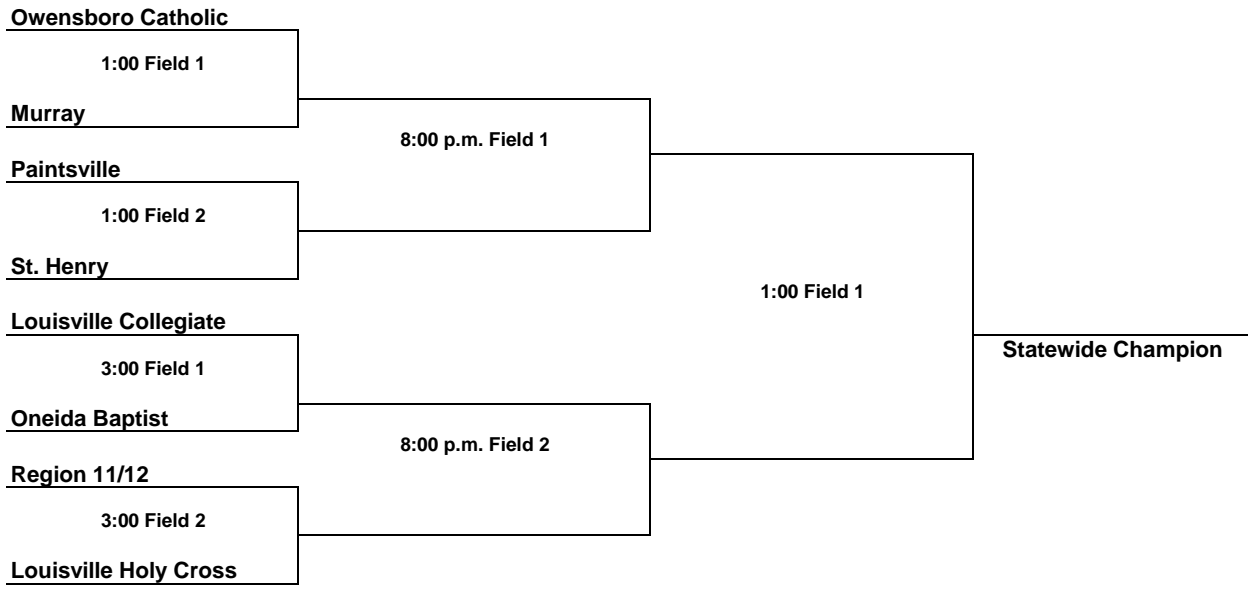 Owensboro Catholic
1:00 Field 1
Murray
8:00 p.m. Field 1
Paintsville
1:00 Field 2
St. Henry
1:00 Field 1
Louisville Collegiate
Statewide Champion
3:00 Field 1
Oneida Baptist
8:00 p.m. Field 2
Region 11/12
3:00 Field 2
Louisville Holy Cross